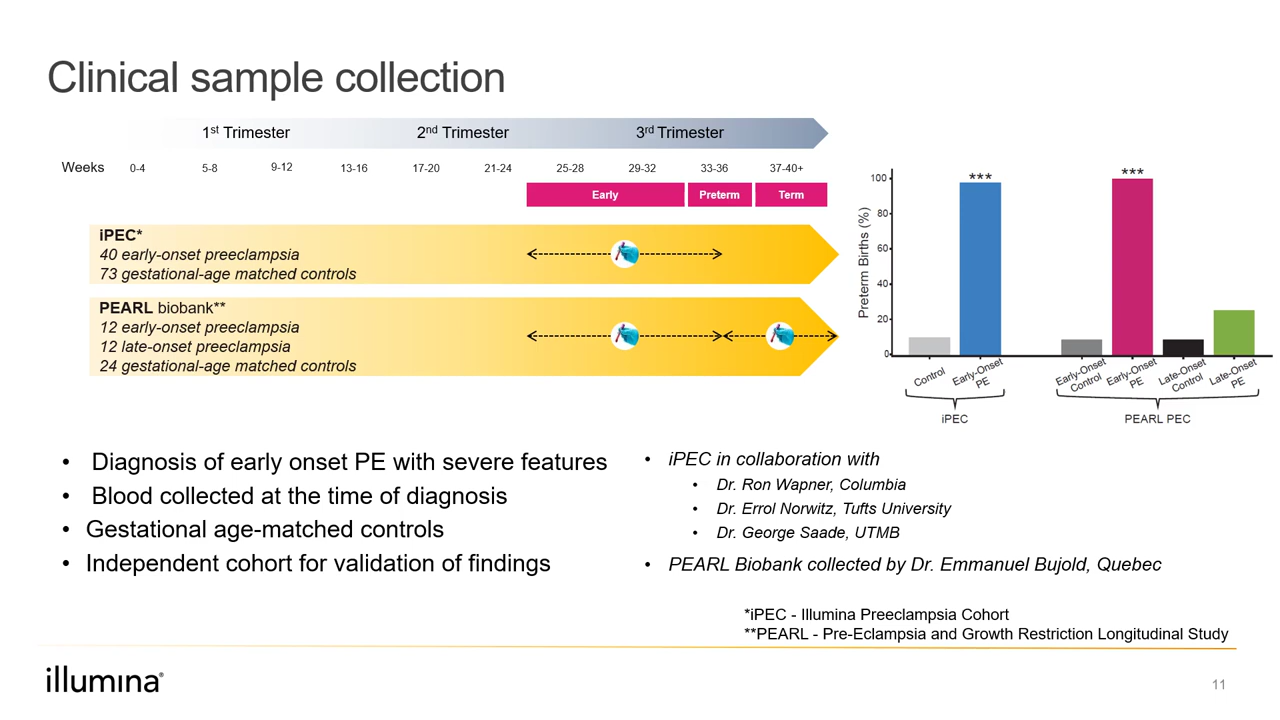 Clinical sample collection
1st Trimester 2nd Trimester 3rd Trimester
Weeks 0-4 5-8 9-12 13-16 17-20 21-24 25-28 29-32 33-36 37-40+
Early Preterm Term
iPEC*
40 early-onset preeclampsia
73 gestational-age matched controls
PEARL biobank**
12 early-onset preeclampsia
12 late-onset preeclampsia
24 gestational-age matched controls
Preterm Births (%)
100
80
60
40
20
0
*** ***
Control
Early-Onset
PE
Early-Onset
Control
Early-Onset
PE
Late-Onset
Control
Late-Onset
PE
iPEC
PEARL PEC
• Diagnosis of early onset PE with severe features
• Blood collected at the time of diagnosis
• Gestational age-matched controls
• Independent cohort for validation of findings
• iPEC in collaboration with
• Dr. Ron Wapner, Columbia
• Dr. Errol Norwitz, Tufts University
• Dr. George Saade, UTMB
• PEARL Biobank collected by Dr. Emmanuel Bujold, Quebec
*iPEC - Illumina Preeclampsia Cohort
**PEARL - Pre-Eclampsia and Growth Restriction Longitudinal Study
illumina®
11